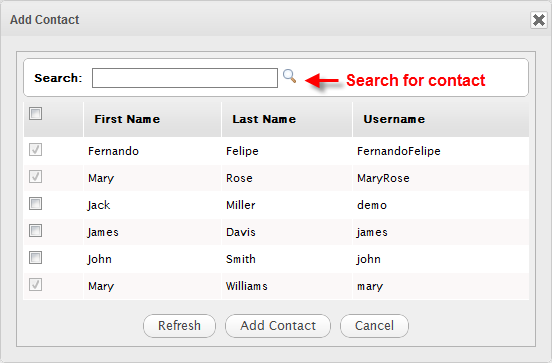 Add Contact
Search: Search for contact
First Name Last Name Username
Fernando Felipe FernandoFelipe
Mary Rose MaryRose
Jack Miller demo
James Davis james
John Smith john
Mary Williams mary
Refresh Add Contact Cancel